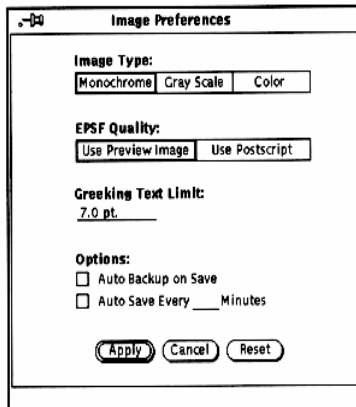 Image Preferences
Image Type:
Monochrome Gray Scale Color
EPSF Quality:
Use Preview Image Use Postscript
Greeking Text Limit:
7.0 pt.
Options:
Auto Backup on Save
Auto Save Every ___ Minutes
Apply Cancel Reset